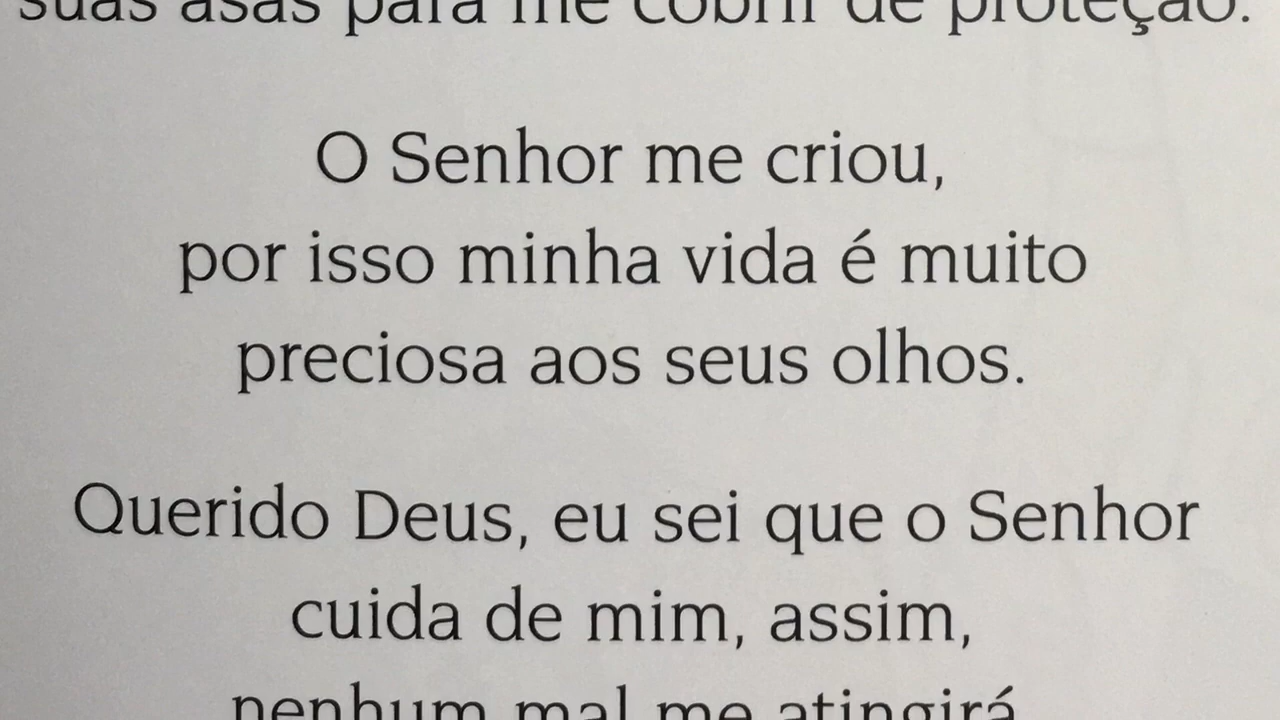 suas asas para me cobrir de proteção.
O Senhor me criou,
por isso minha vida é muito
preciosa aos seus olhos.
Querido Deus, eu sei que o Senhor
cuida de mim, assim,
nenhum mal me atingirá